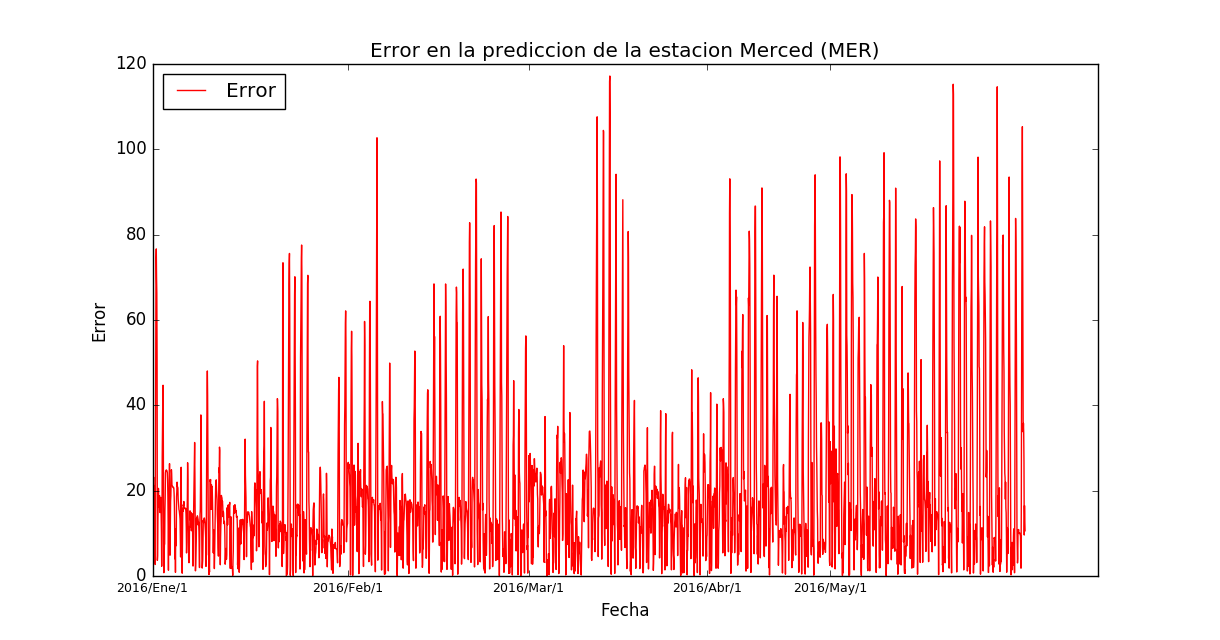 Error en la prediccion de la estacion Merced (MER)
Error
120
100
80
60
40
20
0
Error
2016/Ene/1
2016/Feb/1
2016/Mar/1
2016/Abr/1
2016/May/1
Fecha